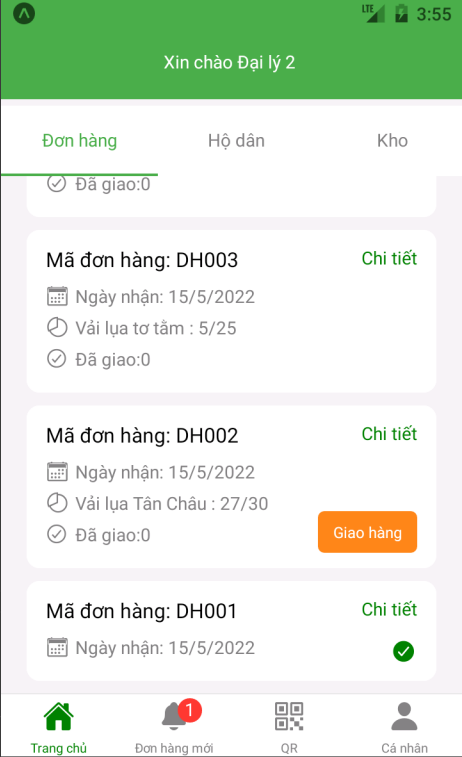 LTE 3:55
Xin chào Đại lý 2
Đơn hàng Hộ dân Kho
Đã giao:0
Mã đơn hàng: DH003 Chi tiết
Ngày nhận: 15/5/2022
Vải lụa tơ tằm : 5/25
Đã giao:0
Mã đơn hàng: DH002 Chi tiết
Ngày nhận: 15/5/2022
Vải lụa Tân Châu : 27/30
Đã giao:0 Giao hàng
Mã đơn hàng: DH001 Chi tiết
Ngày nhận: 15/5/2022
1
Trang chủ Đơn hàng mới QR Cá nhân